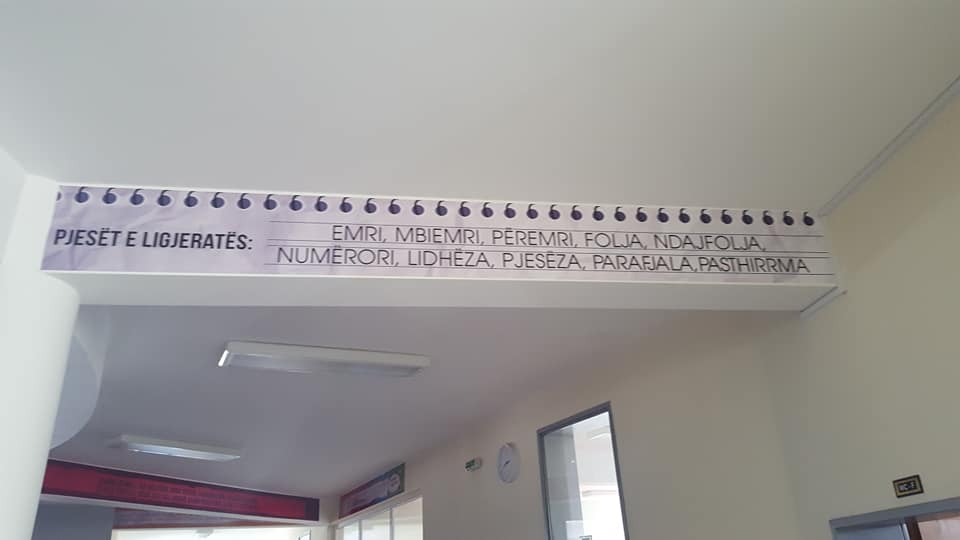 PJESËT E LIGJERATËS:
EMRI, MBIEMRI, PËREMRI, FOLJA, NDAJFOLJA,
NUMËRORI, LIDHËZA, PJESËZA, PARAFJALA,PASTHIRRMA